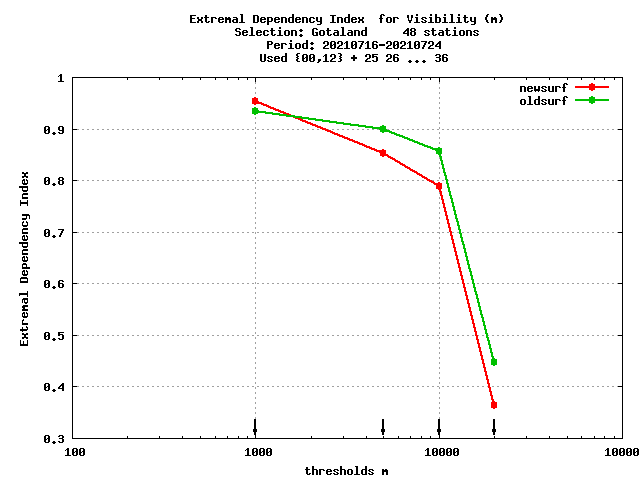 Extremal Dependency Index  for Visibility (m)
Selection: Gotaland     48 stations
Period: 20210716-20210724
Used {00,12} + 25 26 ... 36
newsurf
oldsurf
1
0.9
0.8
0.7
0.6
0.5
0.4
0.3
Extremal Dependency Index
100
1000
10000
10000
thresholds m